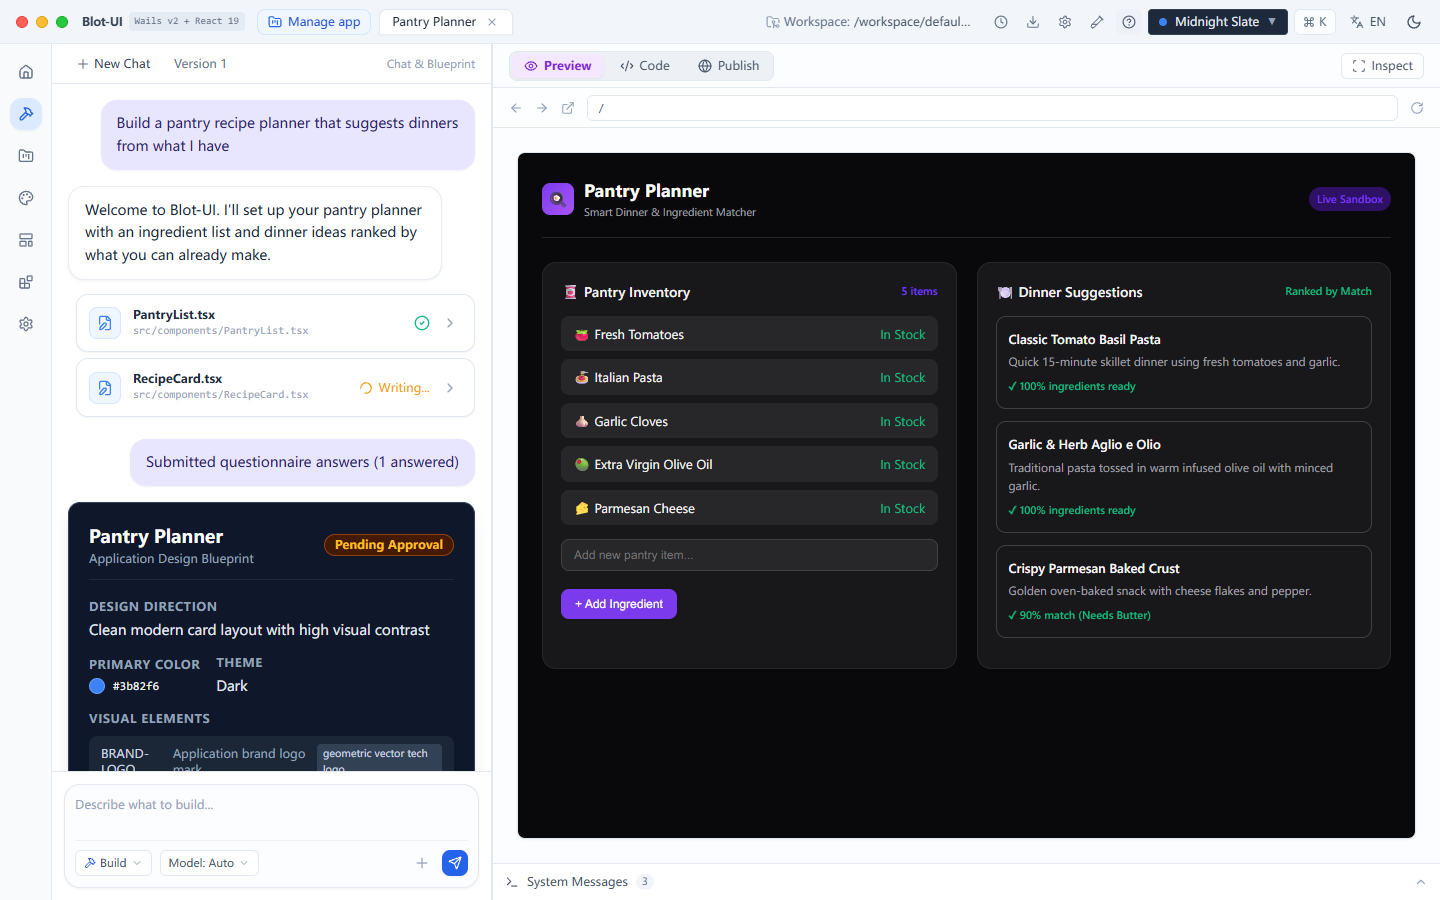 Blot-UI
Wails v2 + React 19
Manage app
Pantry Planner
Workspace: /workspace/defaul...
Midnight Slate
⌘ K
EN
New Chat
Version 1
Chat & Blueprint
Build a pantry recipe planner that suggests dinners
from what I have
Welcome to Blot-UI. I'll set up your pantry planner
with an ingredient list and dinner ideas ranked by
what you can already make.
PantryList.tsx
src/components/PantryList.tsx
RecipeCard.tsx
src/components/RecipeCard.tsx
Writing...
Submitted questionnaire answers (1 answered)
Pantry Planner
Application Design Blueprint
Pending Approval
DESIGN DIRECTION
Clean modern card layout with high visual contrast
PRIMARY COLOR
#3b82f6
THEME
Dark
VISUAL ELEMENTS
BRAND-
LOGO
Application brand logo
mark
geometric vector tech
logo
Describe what to build...
Build
Model: Auto
Preview
Code
Publish
Inspect
/
Pantry Planner
Smart Dinner & Ingredient Matcher
Live Sandbox
Pantry Inventory
5 items
Fresh Tomatoes
In Stock
Italian Pasta
In Stock
Garlic Cloves
In Stock
Extra Virgin Olive Oil
In Stock
Parmesan Cheese
In Stock
Add new pantry item...
+ Add Ingredient
Dinner Suggestions
Ranked by Match
Classic Tomato Basil Pasta
Quick 15-minute skillet dinner using fresh tomatoes and garlic.
✓ 100% ingredients ready
Garlic & Herb Aglio e Olio
Traditional pasta tossed in warm infused olive oil with minced
garlic.
✓ 100% ingredients ready
Crispy Parmesan Baked Crust
Golden oven-baked snack with cheese flakes and pepper.
✓ 90% match (Needs Butter)
System Messages
3